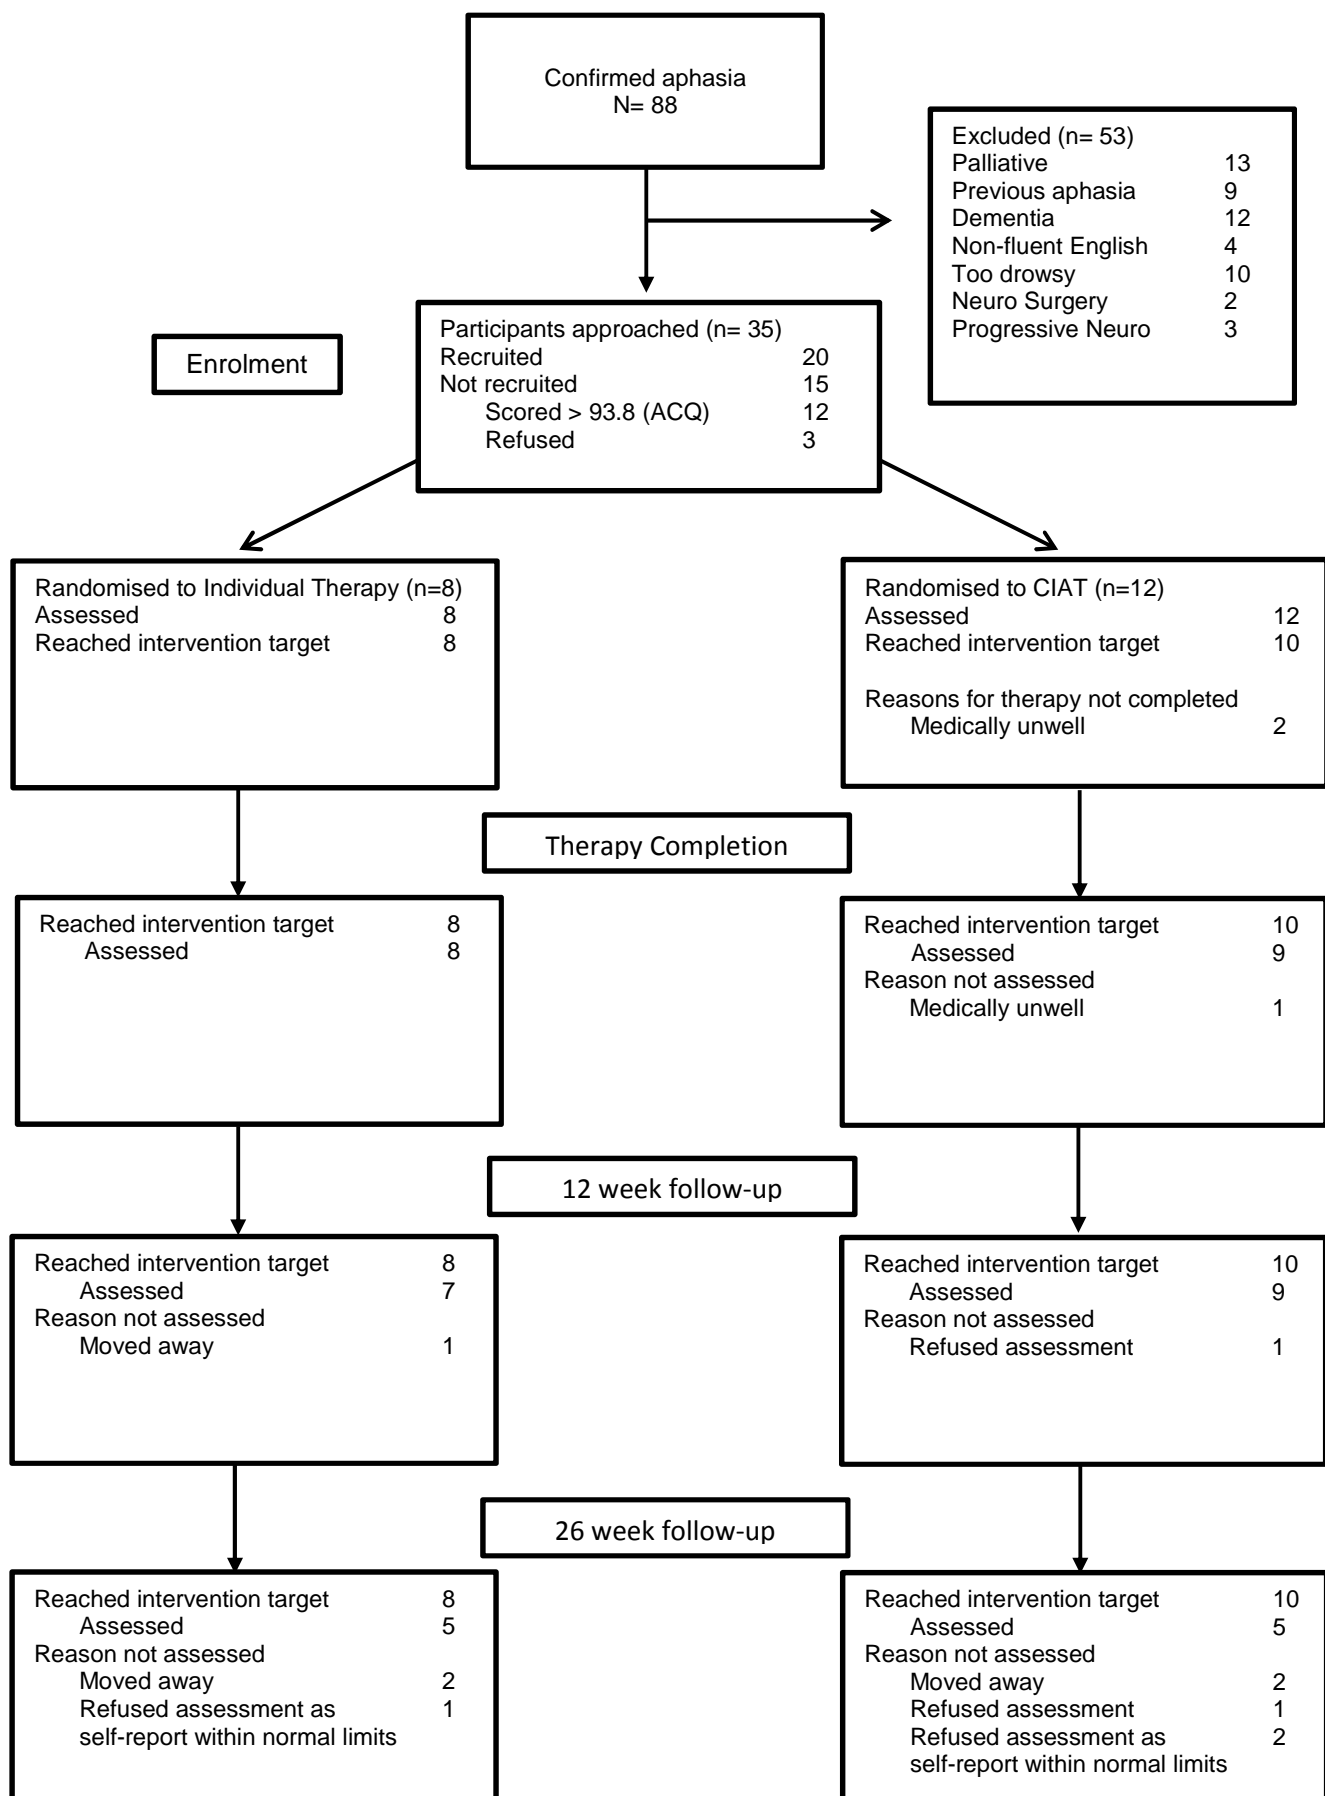 Confirmed aphasia
N= 88
Excluded (n= 53)
Palliative 13
Previous aphasia 9
Dementia 12
Non-fluent English 4
Too drowsy 10
Neuro Surgery 2
Progressive Neuro 3
Enrolment
Participants approached (n= 35)
Recruited 20
Not recruited 15
Scored > 93.8 (ACQ) 12
Refused 3
Randomised to Individual Therapy (n=8)
Assessed 8
Reached intervention target 8
Randomised to CIAT (n=12)
Assessed 12
Reached intervention target 10
Reasons for therapy not completed
Medically unwell 2
Therapy Completion
Reached intervention target 8
Assessed 8
Reached intervention target 10
Assessed 9
Reason not assessed
Medically unwell 1
12 week follow-up
Reached intervention target 8
Assessed 7
Reason not assessed
Moved away 1
Reached intervention target 10
Assessed 9
Reason not assessed
Refused assessment 1
26 week follow-up
Reached intervention target 8
Assessed 5
Reason not assessed
Moved away 2
Refused assessment as 1
self-report within normal limits
Reached intervention target 10
Assessed 5
Reason not assessed
Moved away 2
Refused assessment 1
Refused assessment as 2
self-report within normal limits